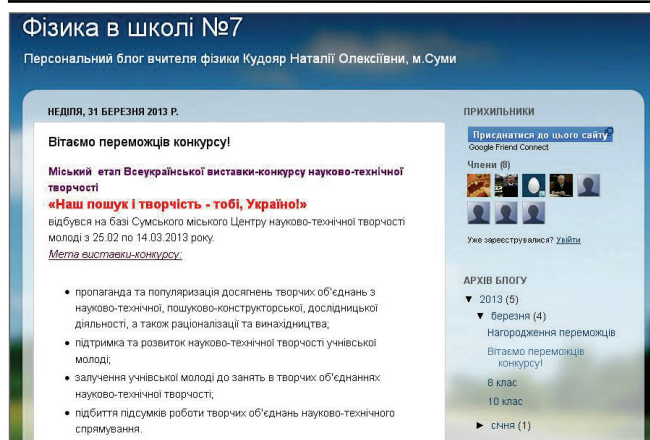 Фізика в школі №7
Персональний блог вчителя фізики Кудояр Наталії Олексіївни, м.Суми
НЕДІЛЯ, 31 БЕРЕЗНЯ 2013 Р.
Вітаємо переможців конкурсу!
Міський етап Всеукраїнської виставки-конкурсу науково-технічної
творчості
«Наш пошук і творчість - тобі, Україно!»
відбувся на базі Сумського міського Центру науково-технічної творчості
молоді з 25.02 по 14.03.2013 року.
Мета виставки-конкурсу:
• пропаганда та популяризація досягнень творчих об'єднань з
науково-технічної, пошуково-конструкторської, дослідницької
діяльності, а також раціоналізації та винахідництва;
• підтримка та розвиток науково-технічної творчості учнівської
молоді;
• залучення учнівської молоді до занять в творчих об'єднаннях
науково-технічної творчості;
• підбиття підсумків роботи творчих об'єднань науково-технічного
спрямування.
ПРИХИЛЬНИКИ
Приєднатися до цього сайту
Google Friend Connect
Члени (8)
Уже зареєструвалися? Увійти
АРХІВ БЛОГУ
▼ 2013 (5)
▼ березня (4)
Нагородження переможців
Вітаємо переможців
конкурсу!
8 клас
10 клас
► січня (1)